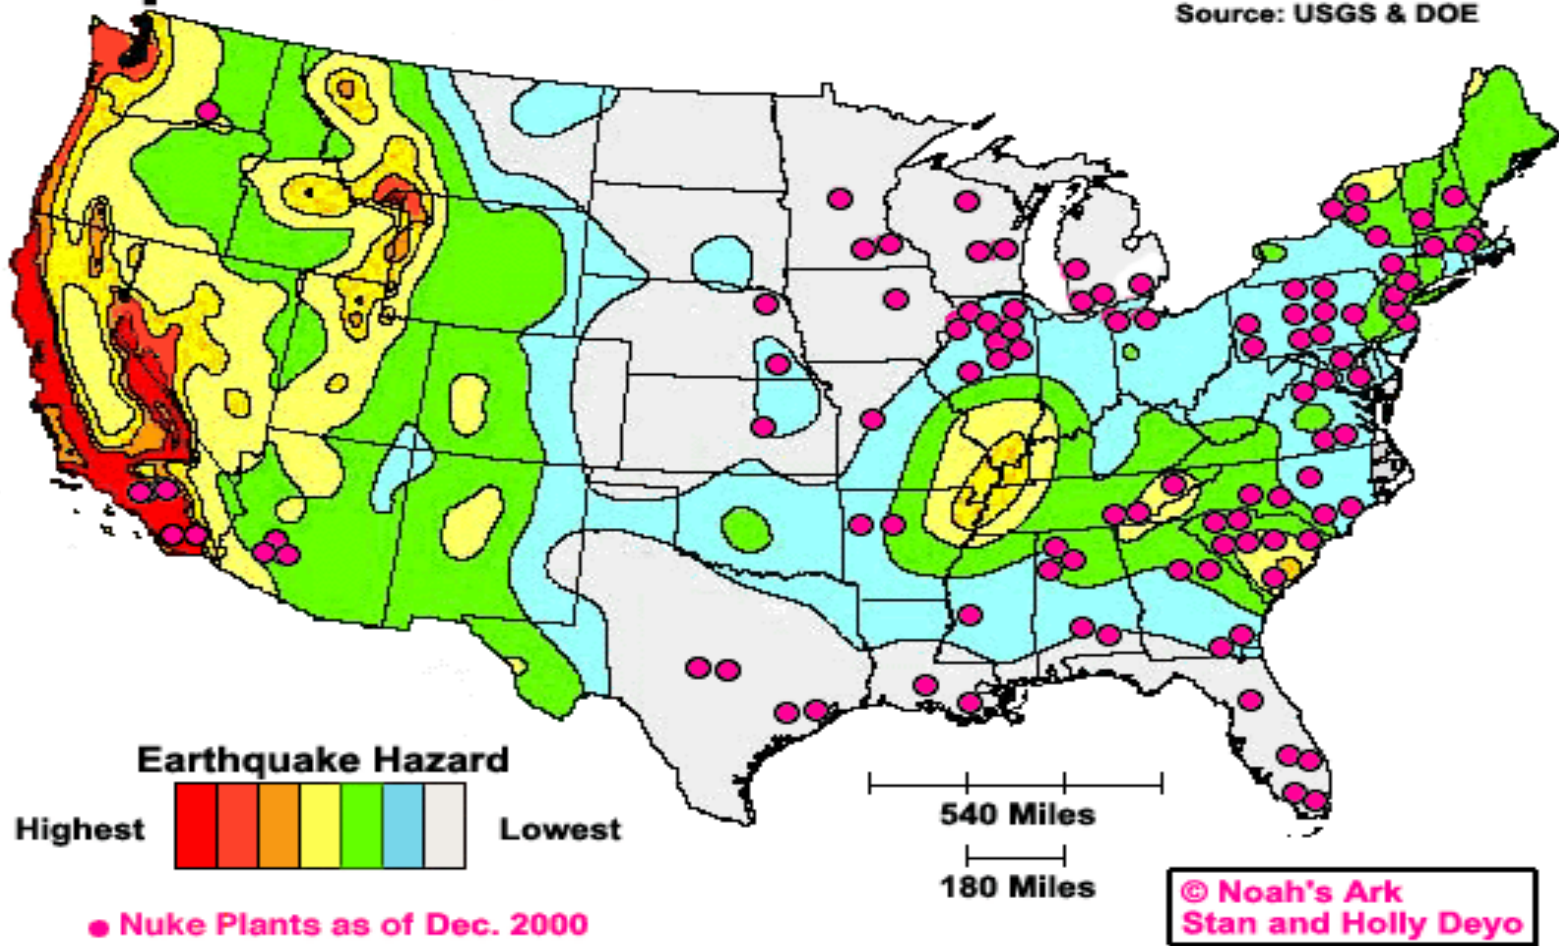 Source: USGS & DOE
Earthquake Hazard
Highest
Lowest
540 Miles
180 Miles
Nuke Plants as of Dec. 2000
© Noah's Ark
Stan and Holly Deyo